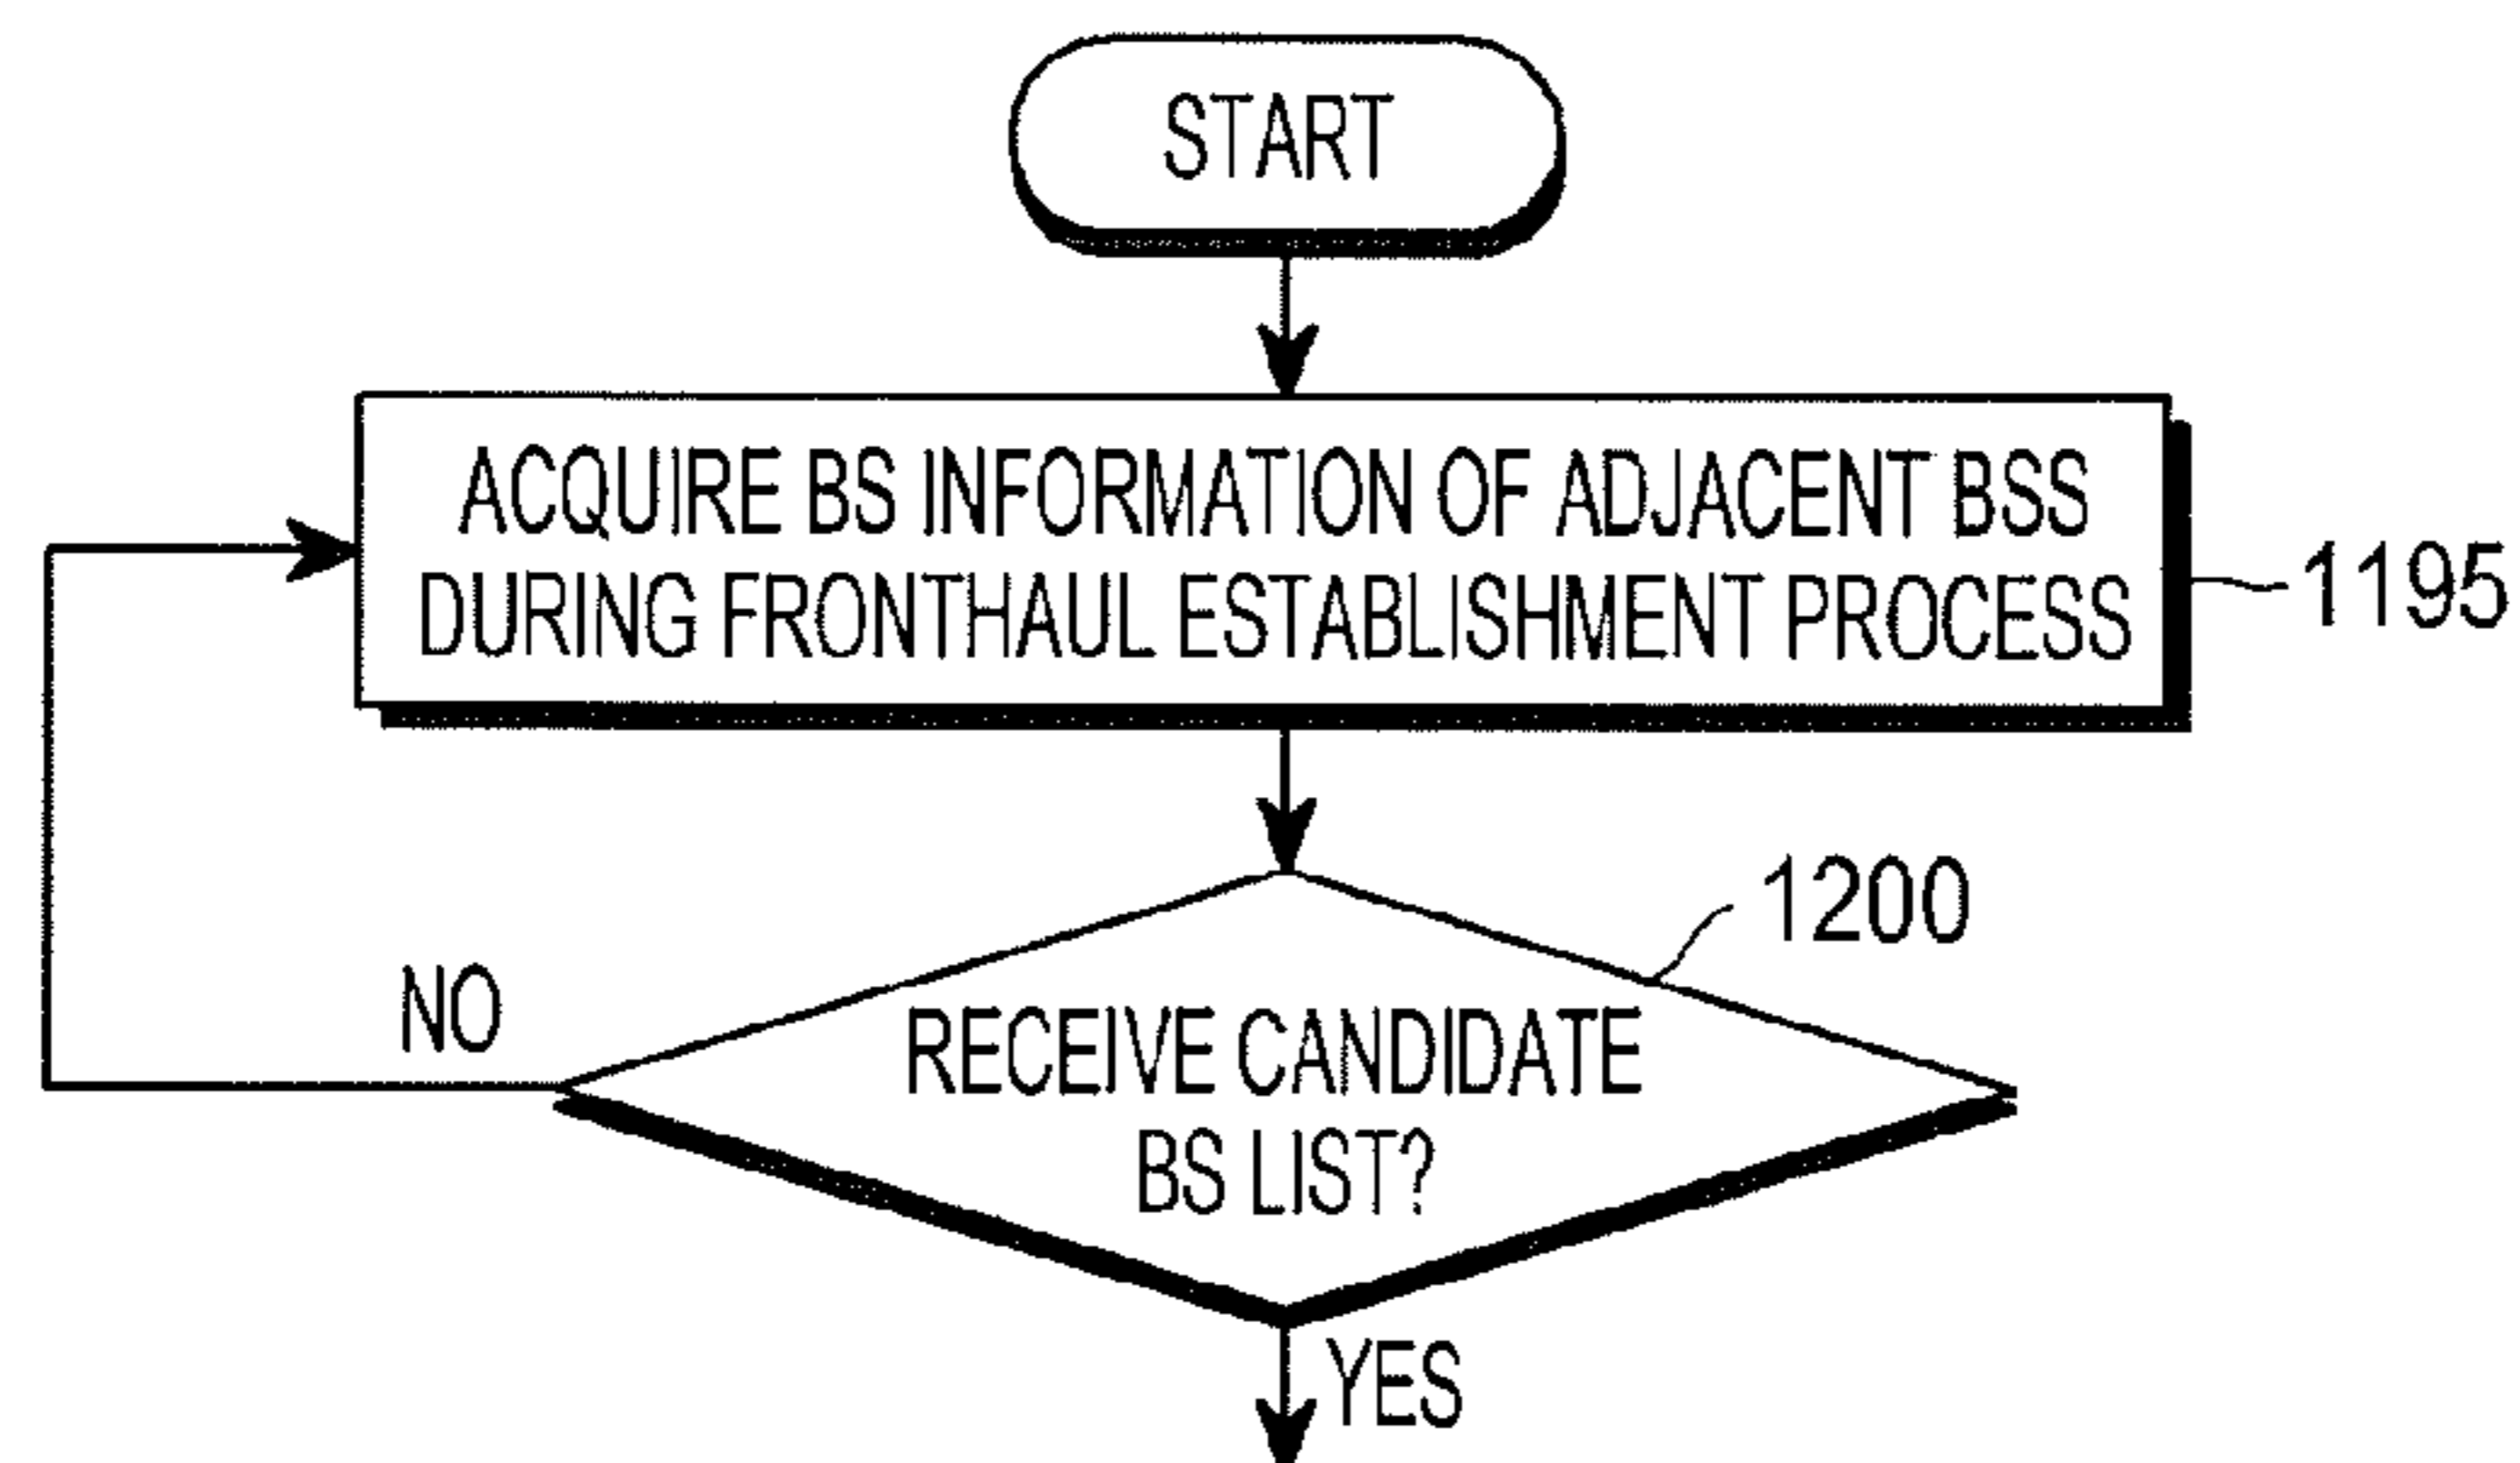 START
ACQUIRE BS INFORMATION OF ADJACENT BSS
DURING FRONTHAUL ESTABLISHMENT PROCESS
1195
1200
NO
RECEIVE CANDIDATE
BS LIST?
YES